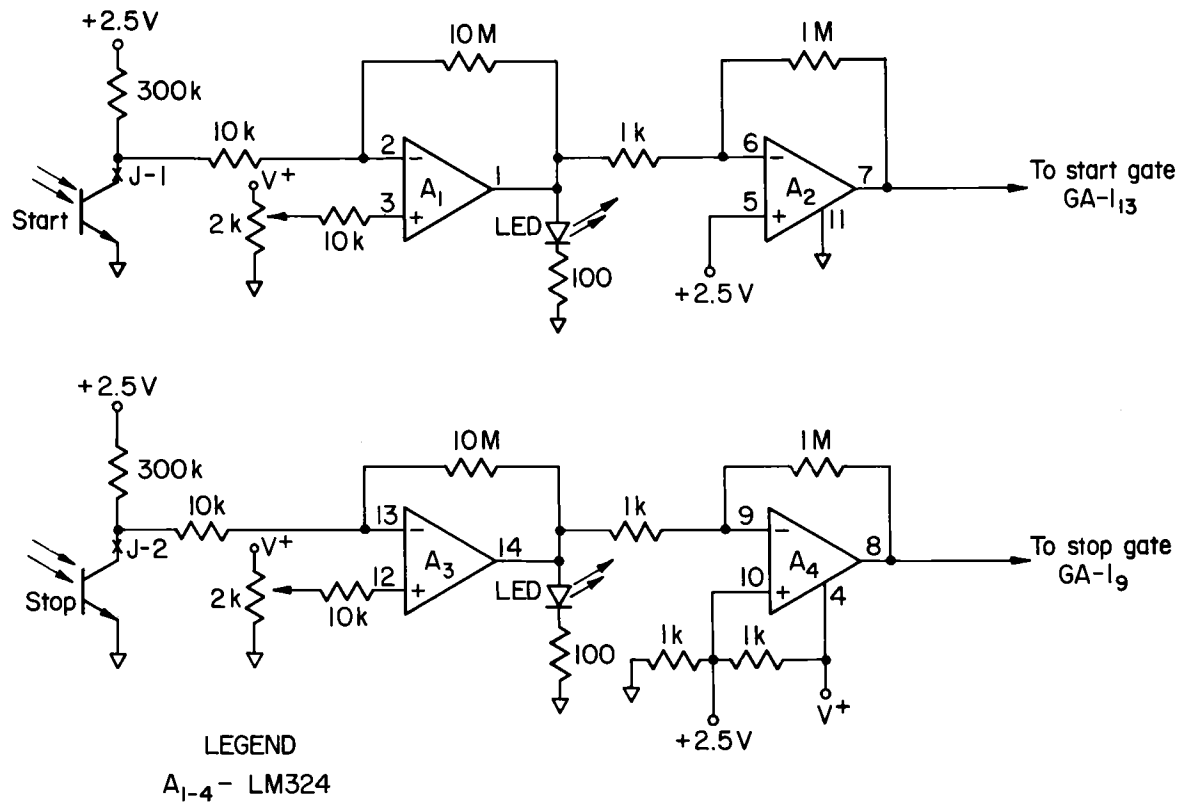 +2.5V
300k
10k
J-1
Start
V+
2k
10k
10M
2
-
3
+
A1
1
LED
100
1k
1M
6
-
5
+
A2
7
11
+2.5V
To start gate
GA-I13
+2.5V
300k
10k
J-2
Stop
V+
2k
10k
10M
13
-
12
+
A3
14
LED
100
1k
1M
9
-
10
+
A4
8
4
1k
1k
+2.5V
V+
To stop gate
GA-I9
LEGEND
A1-4 - LM324